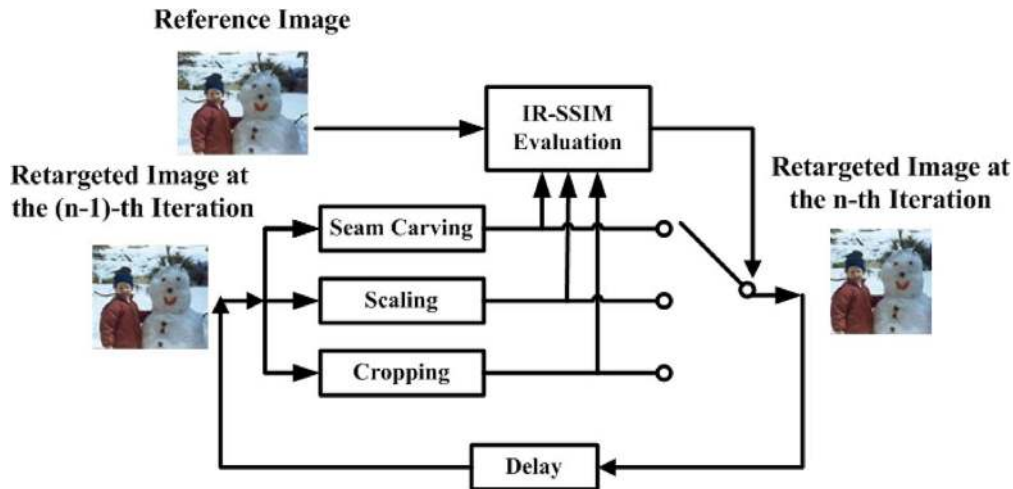 Reference Image
IR-SSIM
Evaluation
Retargeted Image at
the (n-1)-th Iteration
Retargeted Image at
the n-th Iteration
Seam Carving
Scaling
Cropping
Delay